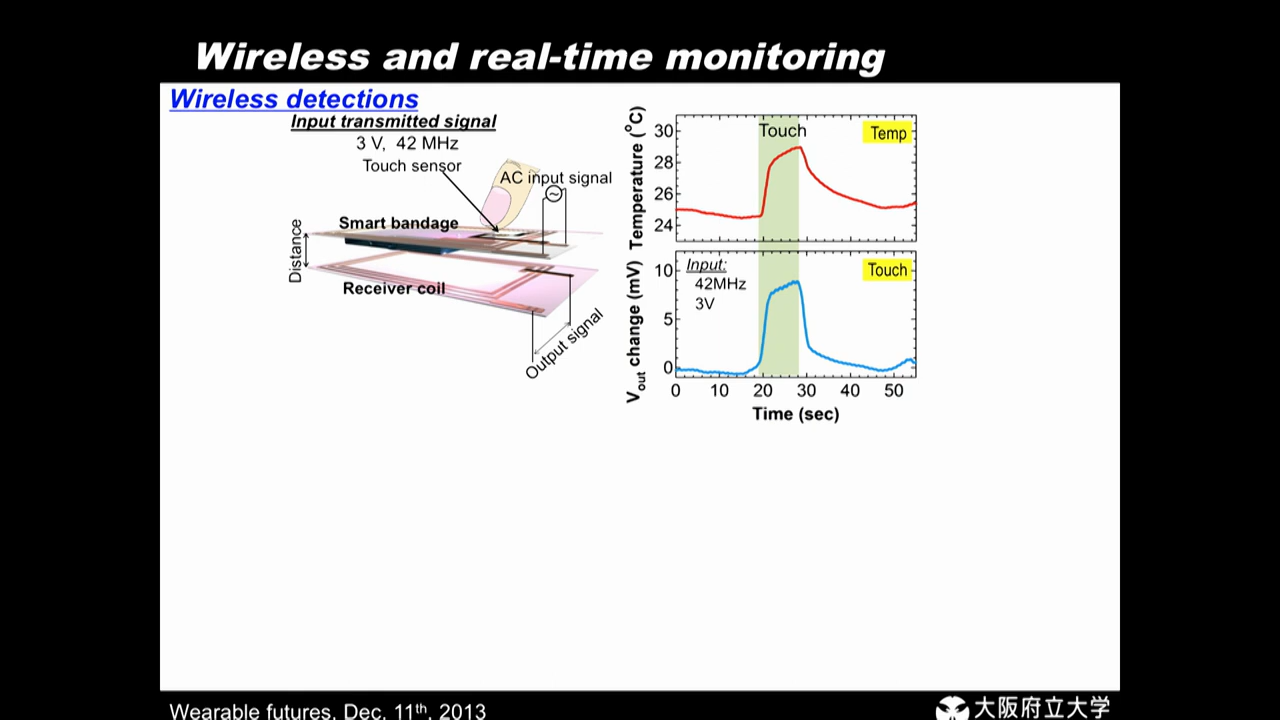 Wireless and real-time monitoring
Wireless detections
Input transmitted signal
3 V, 42 MHz
Touch sensor
AC input signal
~
Smart bandage
Distance
Receiver coil
Output signal
Temperature (°C)
30
28
26
24
Touch
Temp
Vout change (mV)
10
5
0
Input:
42MHz
3V
Touch
0 10 20 30 40 50
Time (sec)
Wearable futures, Dec. 11th, 2013
大阪府立大学